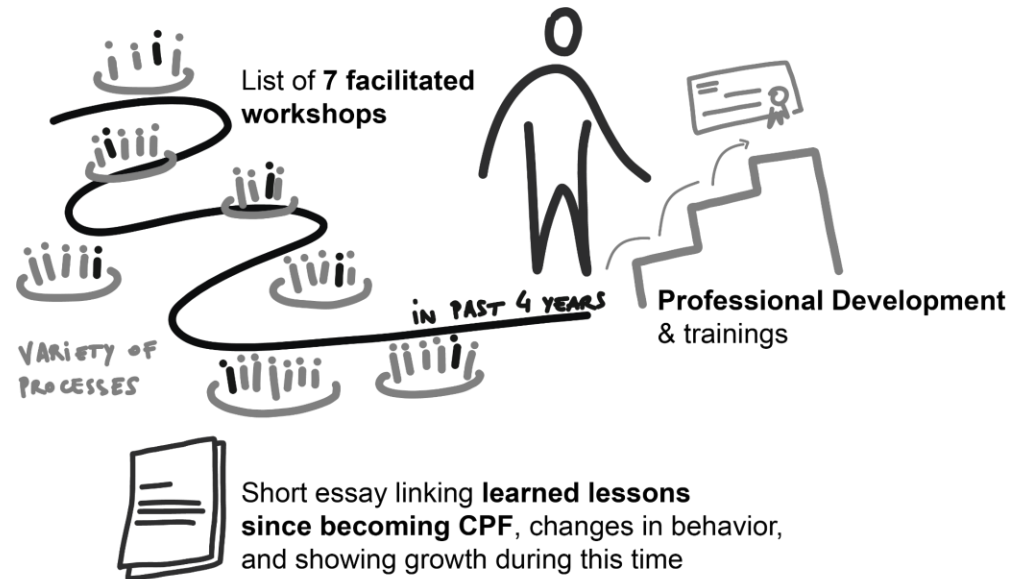 List of 7 facilitated
workshops
in PAST 4 YEARS
Professional Development
& trainings
VARiETY OF
PROCESSES
Short essay linking learned lessons
since becoming CPF, changes in behavior,
and showing growth during this time